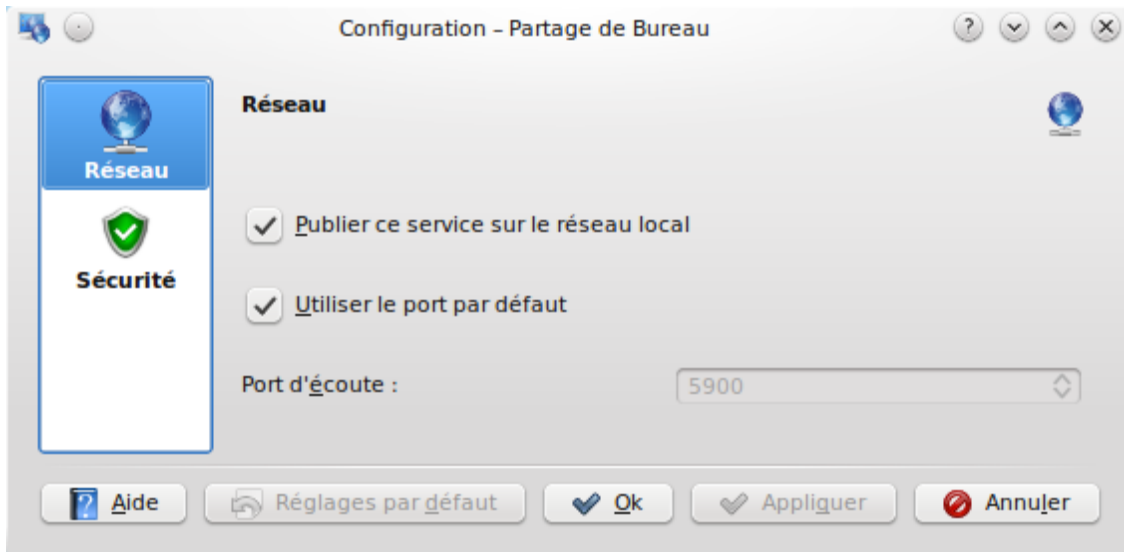 Configuration – Partage de Bureau
Réseau
Réseau
Sécurité
Publier ce service sur le réseau local
Utiliser le port par défaut
Port d'écoute :
5900
Aide
Réglages par défaut
Ok
Appliquer
Annuler